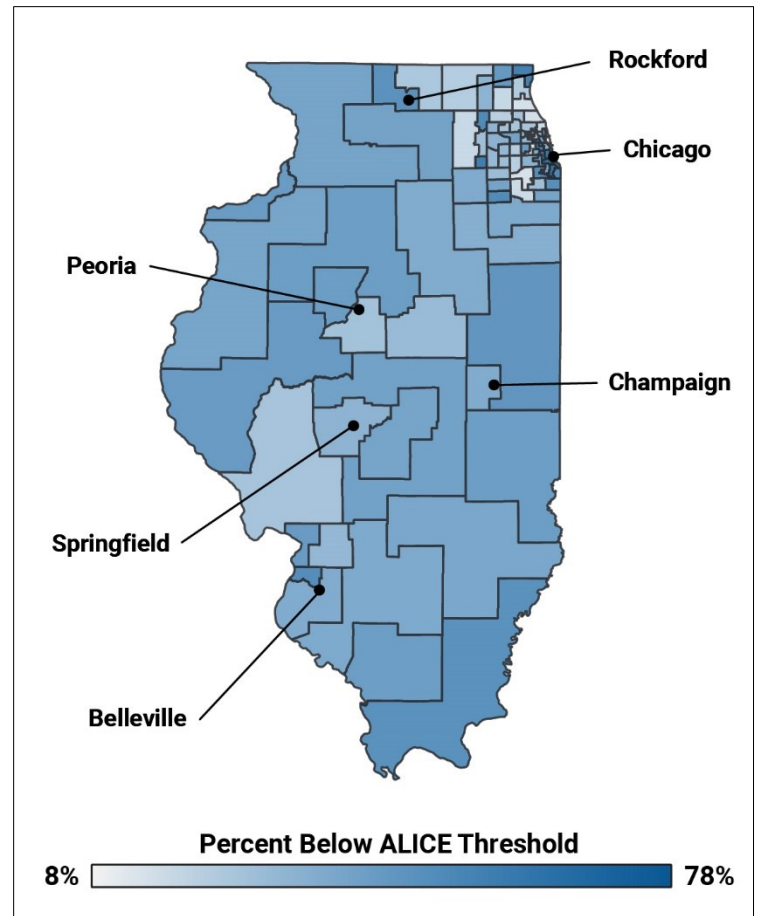 Rockford
Chicago
Peoria
Champaign
Springfield
Belleville
Percent Below ALICE Threshold
8% 78%